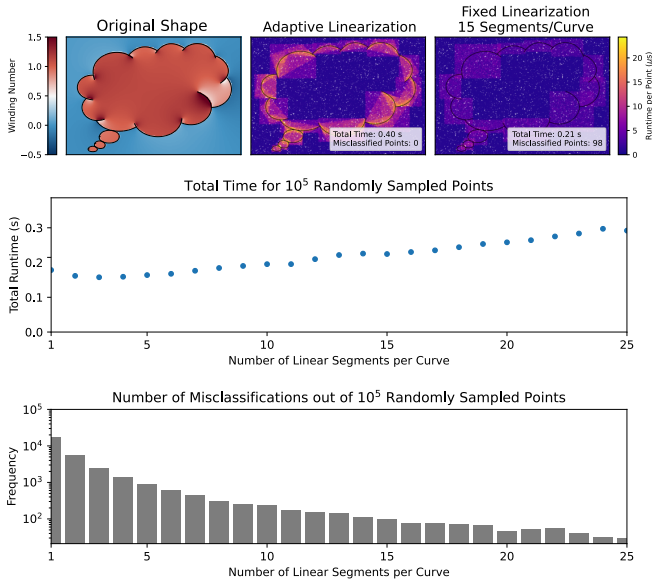 Original Shape
Adaptive Linearization
Fixed Linearization
15 Segments/Curve
Winding Number
1.5
1.0
0.5
0.0
−0.5
Total Time: 0.40 s
Misclassified Points: 0
Total Time: 0.21 s
Misclassified Points: 98
20
10
0
Runtime per Point (μs)
Total Time for 10⁵ Randomly Sampled Points
Total Runtime (s)
0.3
0.2
0.1
0.0
1 5 10 15 20 25
Number of Linear Segments per Curve
Number of Misclassifications out of 10⁵ Randomly Sampled Points
Frequency
10⁵
10⁴
10³
10²
1 5 10 15 20 25
Number of Linear Segments per Curve